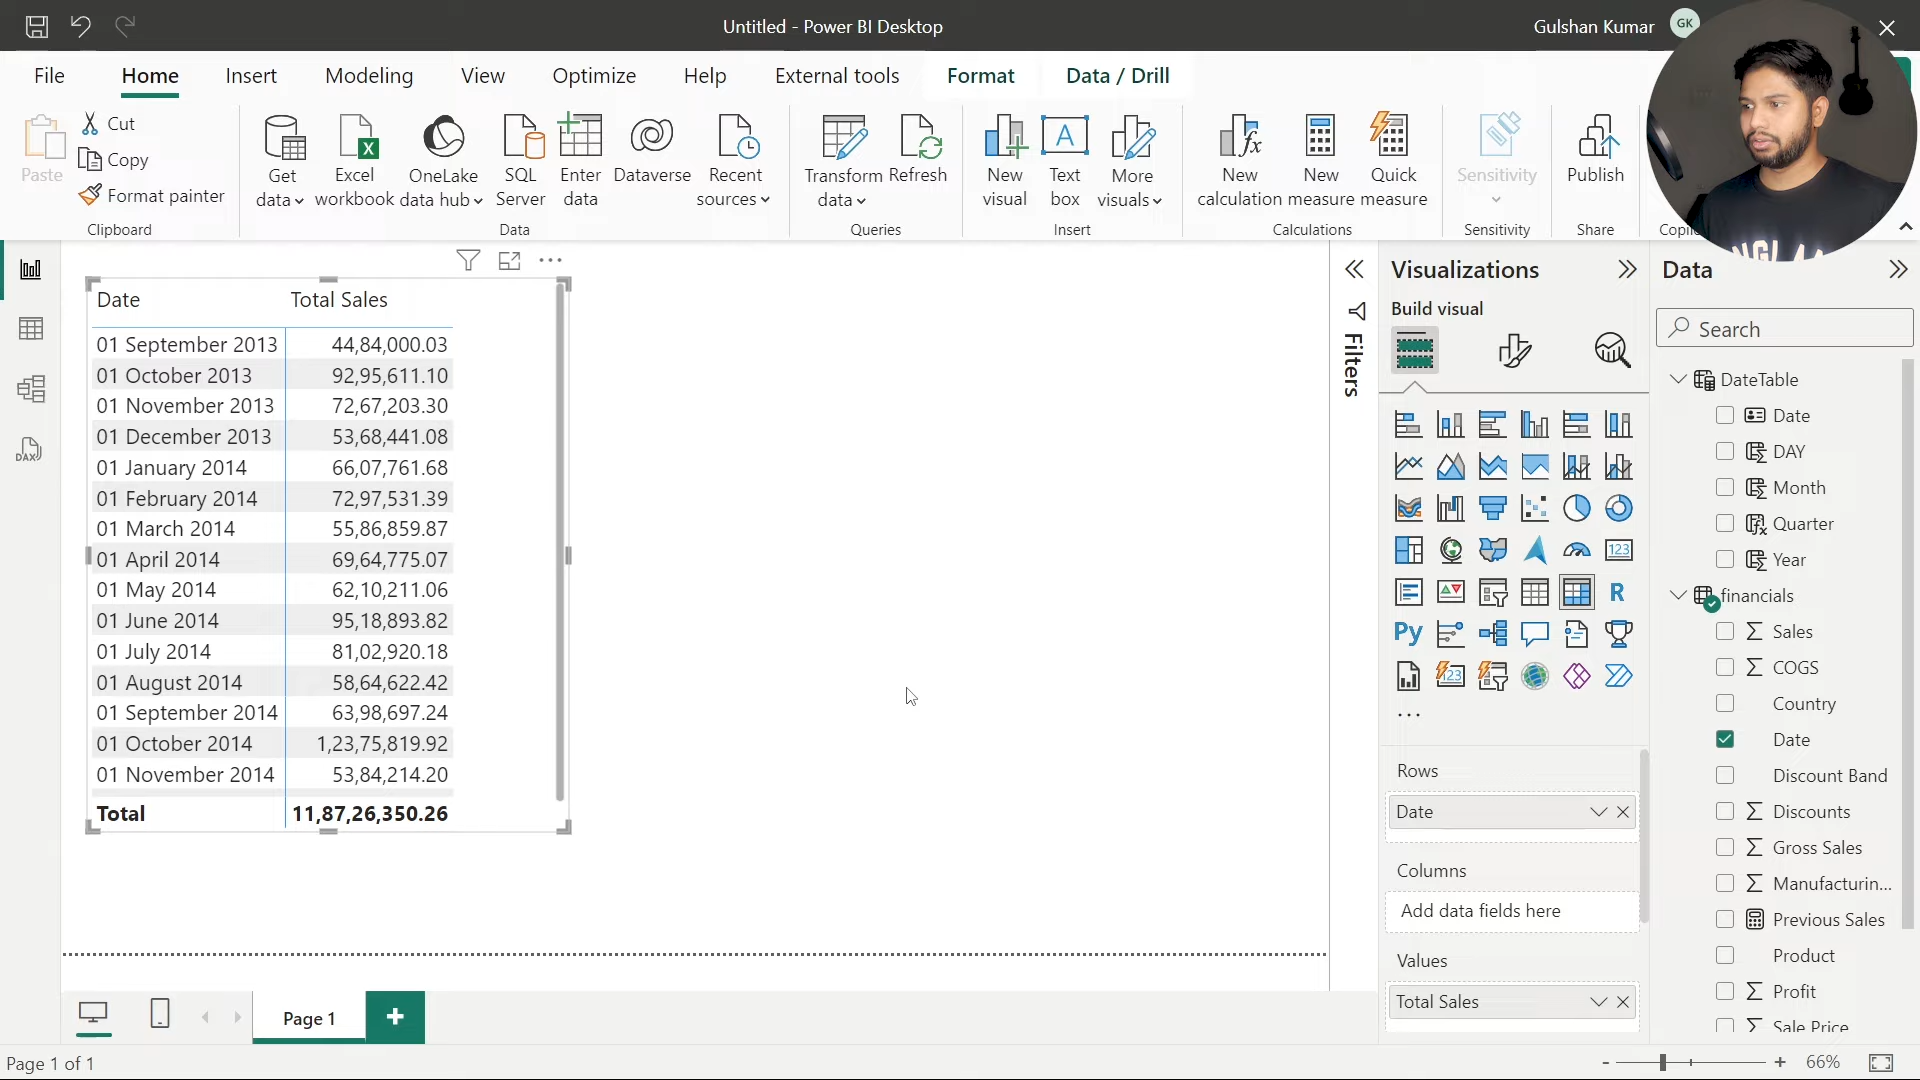 Untitled - Power BI Desktop
Gulshan Kumar
GK
File
Home
Insert
Modeling
View
Optimize
Help
External tools
Format
Data / Drill
Paste
Cut
Copy
Format painter
Clipboard
Get data
Excel workbook
OneLake data hub
SQL Server
Enter data
Dataverse
Recent sources
Data
Transform data
Refresh
Queries
New visual
Text box
More visuals
Insert
New calculation
New measure
Quick measure
Calculations
Sensitivity
Sensitivity
Publish
Share
Date Total Sales
01 September 2013 44,84,000.03
01 October 2013 92,95,611.10
01 November 2013 72,67,203.30
01 December 2013 53,68,441.08
01 January 2014 66,07,761.68
01 February 2014 72,97,531.39
01 March 2014 55,86,859.87
01 April 2014 69,64,775.07
01 May 2014 62,10,211.06
01 June 2014 95,18,893.82
01 July 2014 81,02,920.18
01 August 2014 58,64,622.42
01 September 2014 63,98,697.24
01 October 2014 1,23,75,819.92
01 November 2014 53,84,214.20
Total 11,87,26,350.26
Filters
Visualizations
Build visual
123
R
Py
123
...
Rows
Date
Columns
Add data fields here
Values
Total Sales
Data
Search
DateTable
Date
DAY
Month
Quarter
Year
financials
Sales
COGS
Country
Date
Discount Band
Discounts
Gross Sales
Manufacturin...
Previous Sales
Product
Profit
Sale Price
DAX
Page 1
Page 1 of 1
66%